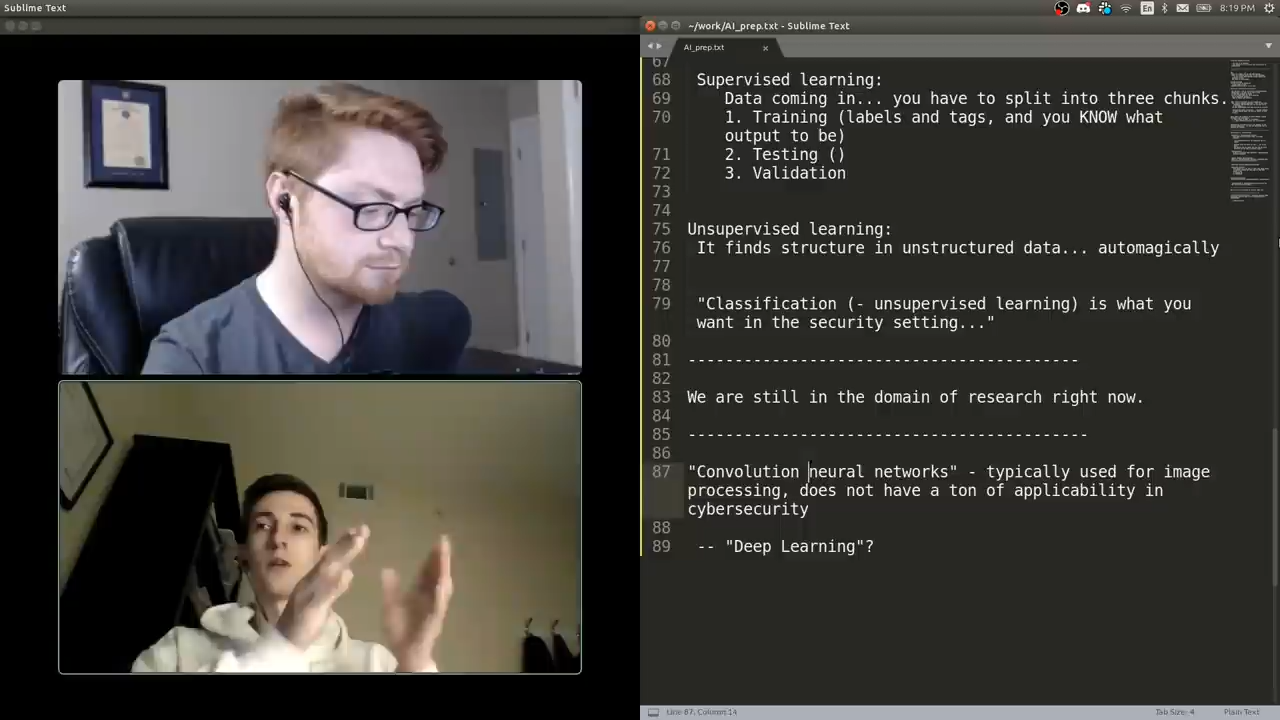 Sublime Text
En
8:19 PM
~/work/AI_prep.txt - Sublime Text
AI_prep.txt
67
68 Supervised learning:
69 Data coming in... you have to split into three chunks.
70 1. Training (labels and tags, and you KNOW what
output to be)
71 2. Testing ()
72 3. Validation
73
74
75 Unsupervised learning:
76 It finds structure in unstructured data... automagically
77
78
79 "Classification (- unsupervised learning) is what you
want in the security setting..."
80
81 ------------------------------------------
82
83 We are still in the domain of research right now.
84
85 -------------------------------------------
86
87 "Convolution neural networks" - typically used for image
processing, does not have a ton of applicability in
cybersecurity
88
89 -- "Deep Learning"?
Line 87, Column 14
Tab Size: 4
Plain Text